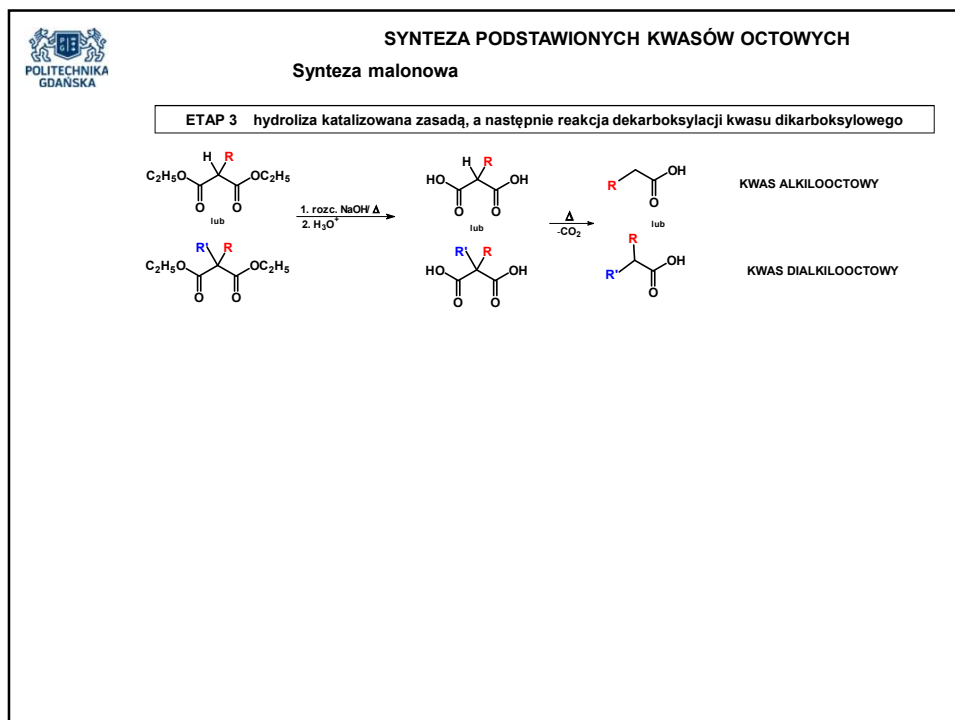 POLITECHNIKA
GDAŃSKA
SYNTEZA PODSTAWIONYCH KWASÓW OCTOWYCH
Synteza malonowa
ETAP 3 hydroliza katalizowana zasadą, a następnie reakcja dekarboksylacji kwasu dikarboksylowego
H R
C₂H₅O OC₂H₅
O O
lub
R' R
C₂H₅O OC₂H₅
O O
1. rozc. NaOH/ Δ
2. H₃O⁺
H R
HO OH
O O
lub
R' R
HO OH
O O
Δ
-CO₂
R OH
O
lub
R
R' OH
O
KWAS ALKILOOCTOWY
KWAS DIALKILOOCTOWY